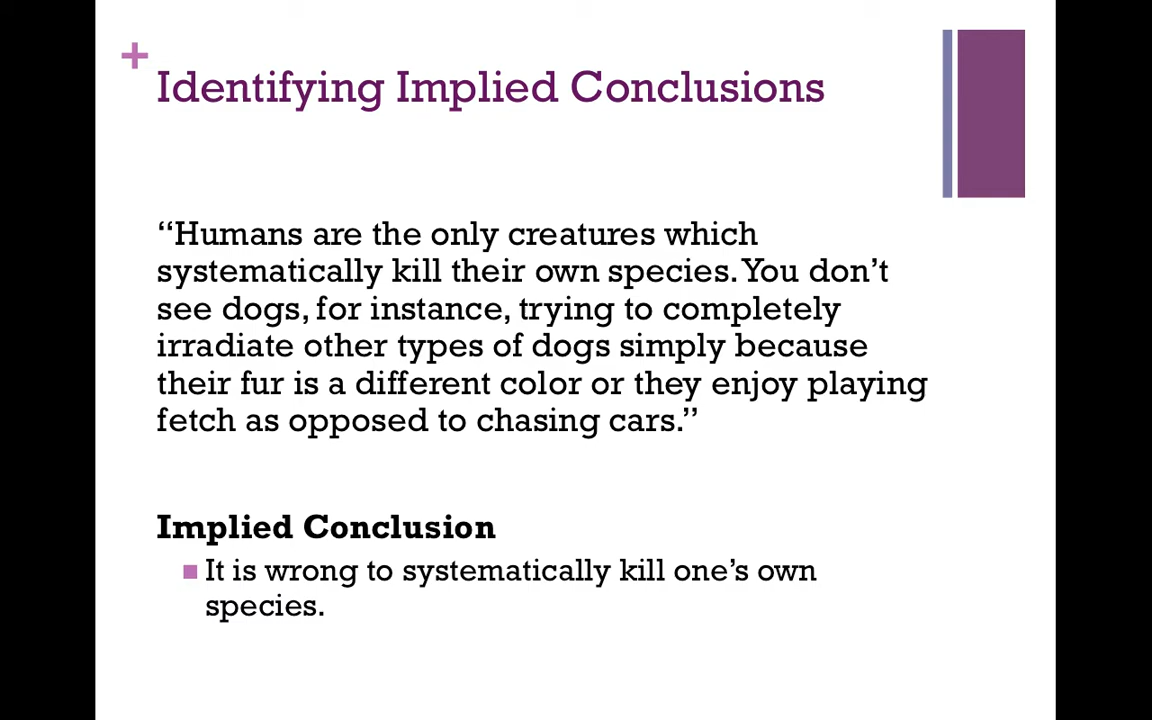 +
Identifying Implied Conclusions
“Humans are the only creatures which
systematically kill their own species. You don’t
see dogs, for instance, trying to completely
irradiate other types of dogs simply because
their fur is a different color or they enjoy playing
fetch as opposed to chasing cars.”
Implied Conclusion
■ It is wrong to systematically kill one’s own
species.